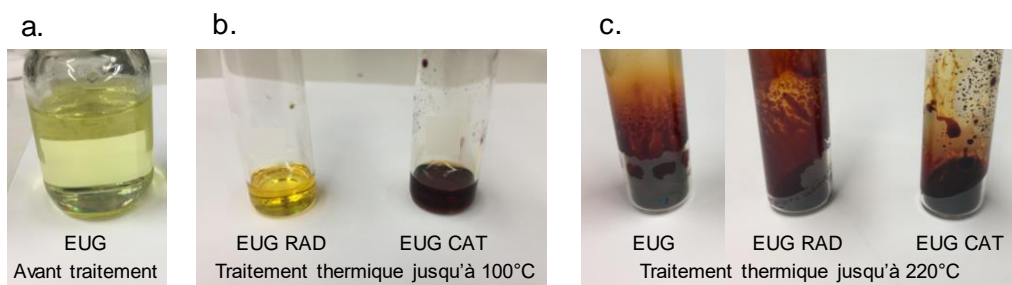 a.
b.
c.
EUG
EUG RAD
EUG CAT
EUG
EUG RAD
EUG CAT
Avant traitement
Traitement thermique jusqu'à 100°C
Traitement thermique jusqu'à 220°C